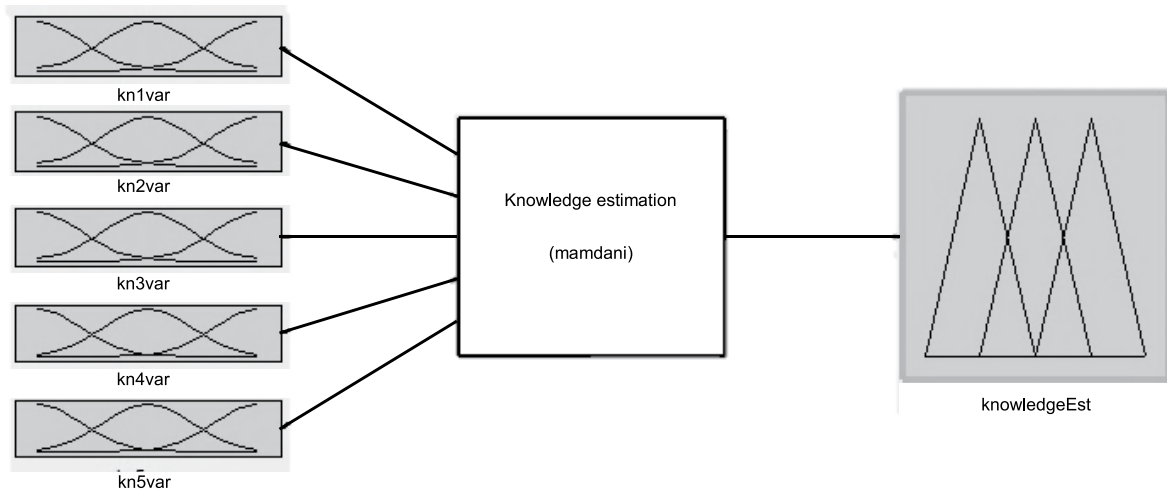 kn1var
kn2var
kn3var
kn4var
kn5var
Knowledge estimation
(mamdani)
knowledgeEst